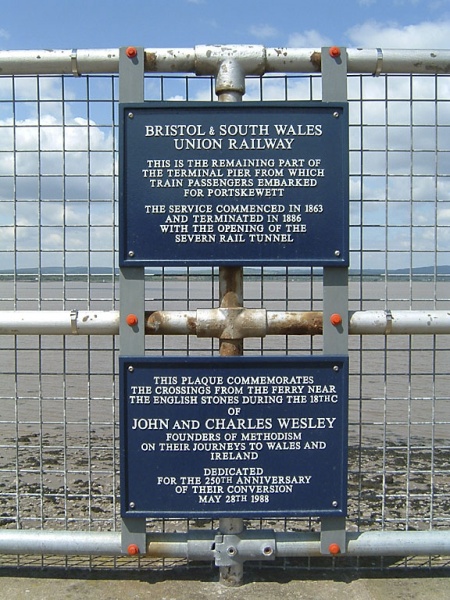 BRISTOL & SOUTH WALES
UNION RAILWAY
THIS IS THE REMAINING PART OF
THE TERMINAL PIER FROM WHICH
TRAIN PASSENGERS EMBARKED
FOR PORTSKEWETT
THE SERVICE COMMENCED IN 1863
AND TERMINATED IN 1886
WITH THE OPENING OF THE
SEVERN RAIL TUNNEL
THIS PLAQUE COMMEMORATES
THE CROSSINGS FROM THE FERRY NEAR
THE ENGLISH STONES DURING THE 18THC
OF
JOHN AND CHARLES WESLEY
FOUNDERS OF METHODISM
ON THEIR JOURNEYS TO WALES AND
IRELAND
DEDICATED
FOR THE 250TH ANNIVERSARY
OF THEIR CONVERSION
MAY 28TH 1988